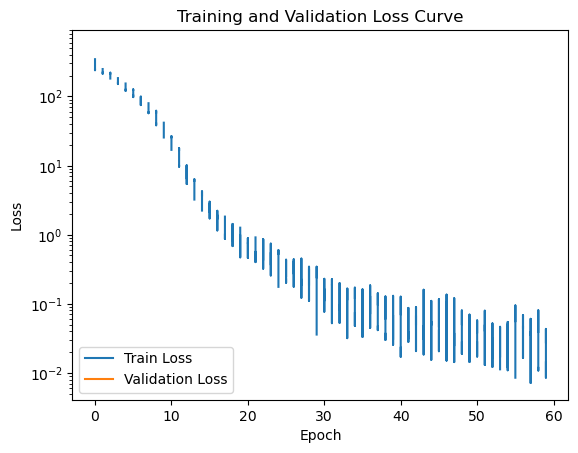 Training and Validation Loss Curve
Loss
10²
10¹
10⁰
10⁻¹
10⁻²
Train Loss
Validation Loss
0 10 20 30 40 50 60
Epoch